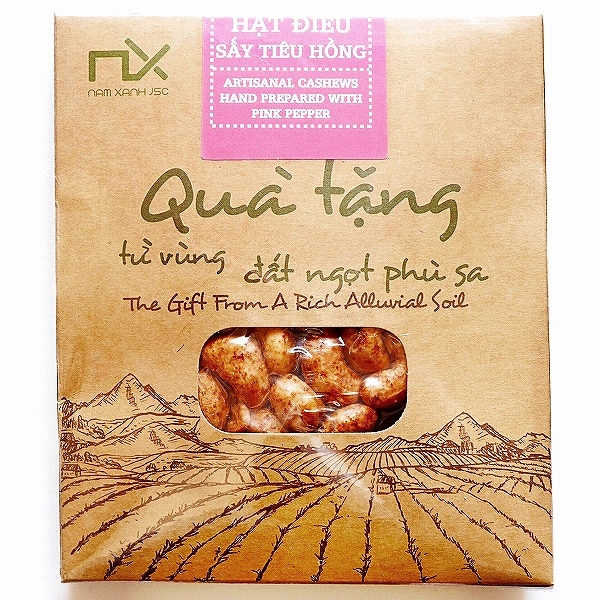 HẠT ĐIỀU
SẤY TIÊU HỒNG
ARTISANAL CASHEWS
HAND PREPARED WITH
PINK PEPPER
NX
NAM XANH JSC
Quà tặng
từ vùng đất ngọt phù sa
The Gift From A Rich Alluvial Soil